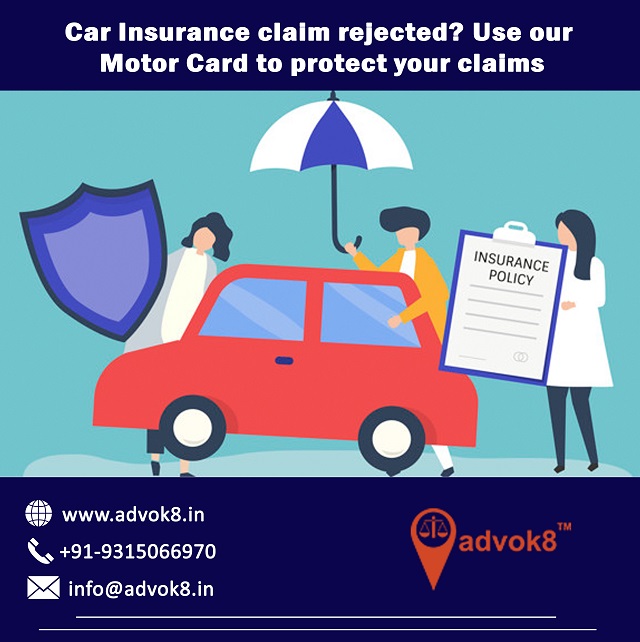 Car Insurance claim rejected? Use our
Motor Card to protect your claims
INSURANCE
POLICY
www.advok8.in
+91-9315066970
info@advok8.in
advok8™